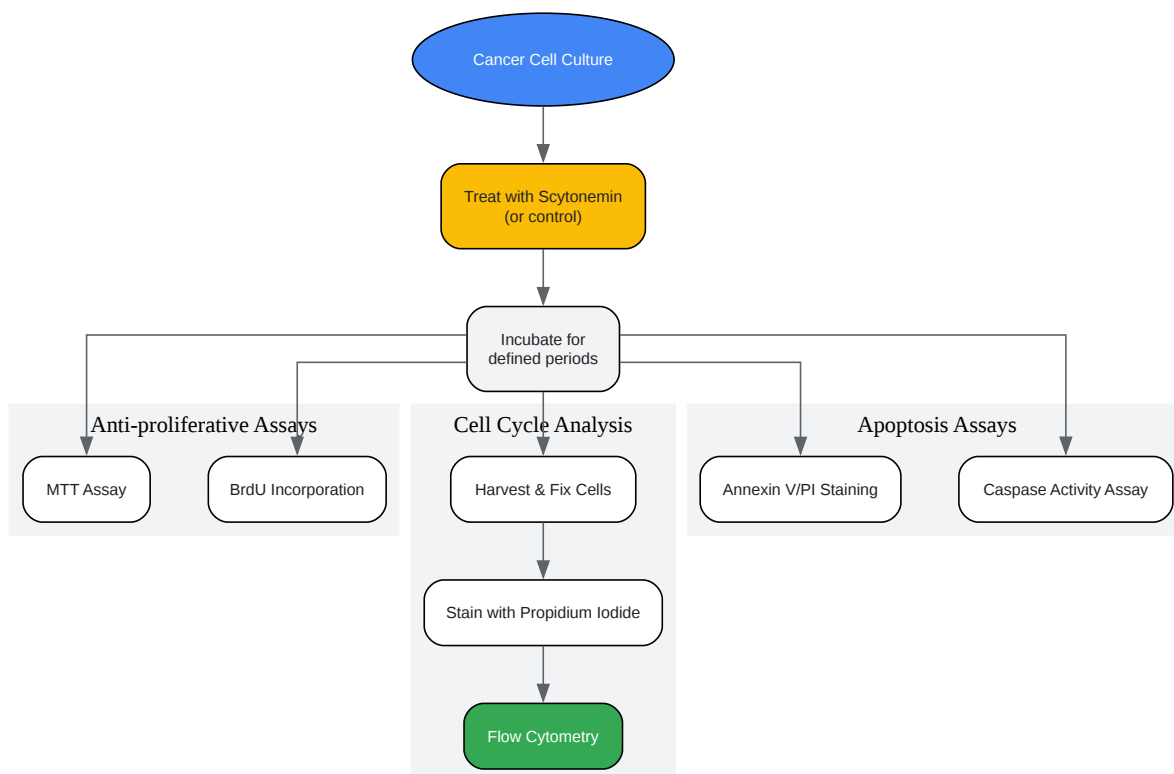 Cancer Cell Culture
Treat with Scytonemin
(or control)
Incubate for
defined periods
Anti-proliferative Assays
Cell Cycle Analysis
Apoptosis Assays
MTT Assay
BrdU Incorporation
Harvest & Fix Cells
Annexin V/PI Staining
Caspase Activity Assay
Stain with Propidium Iodide
Flow Cytometry